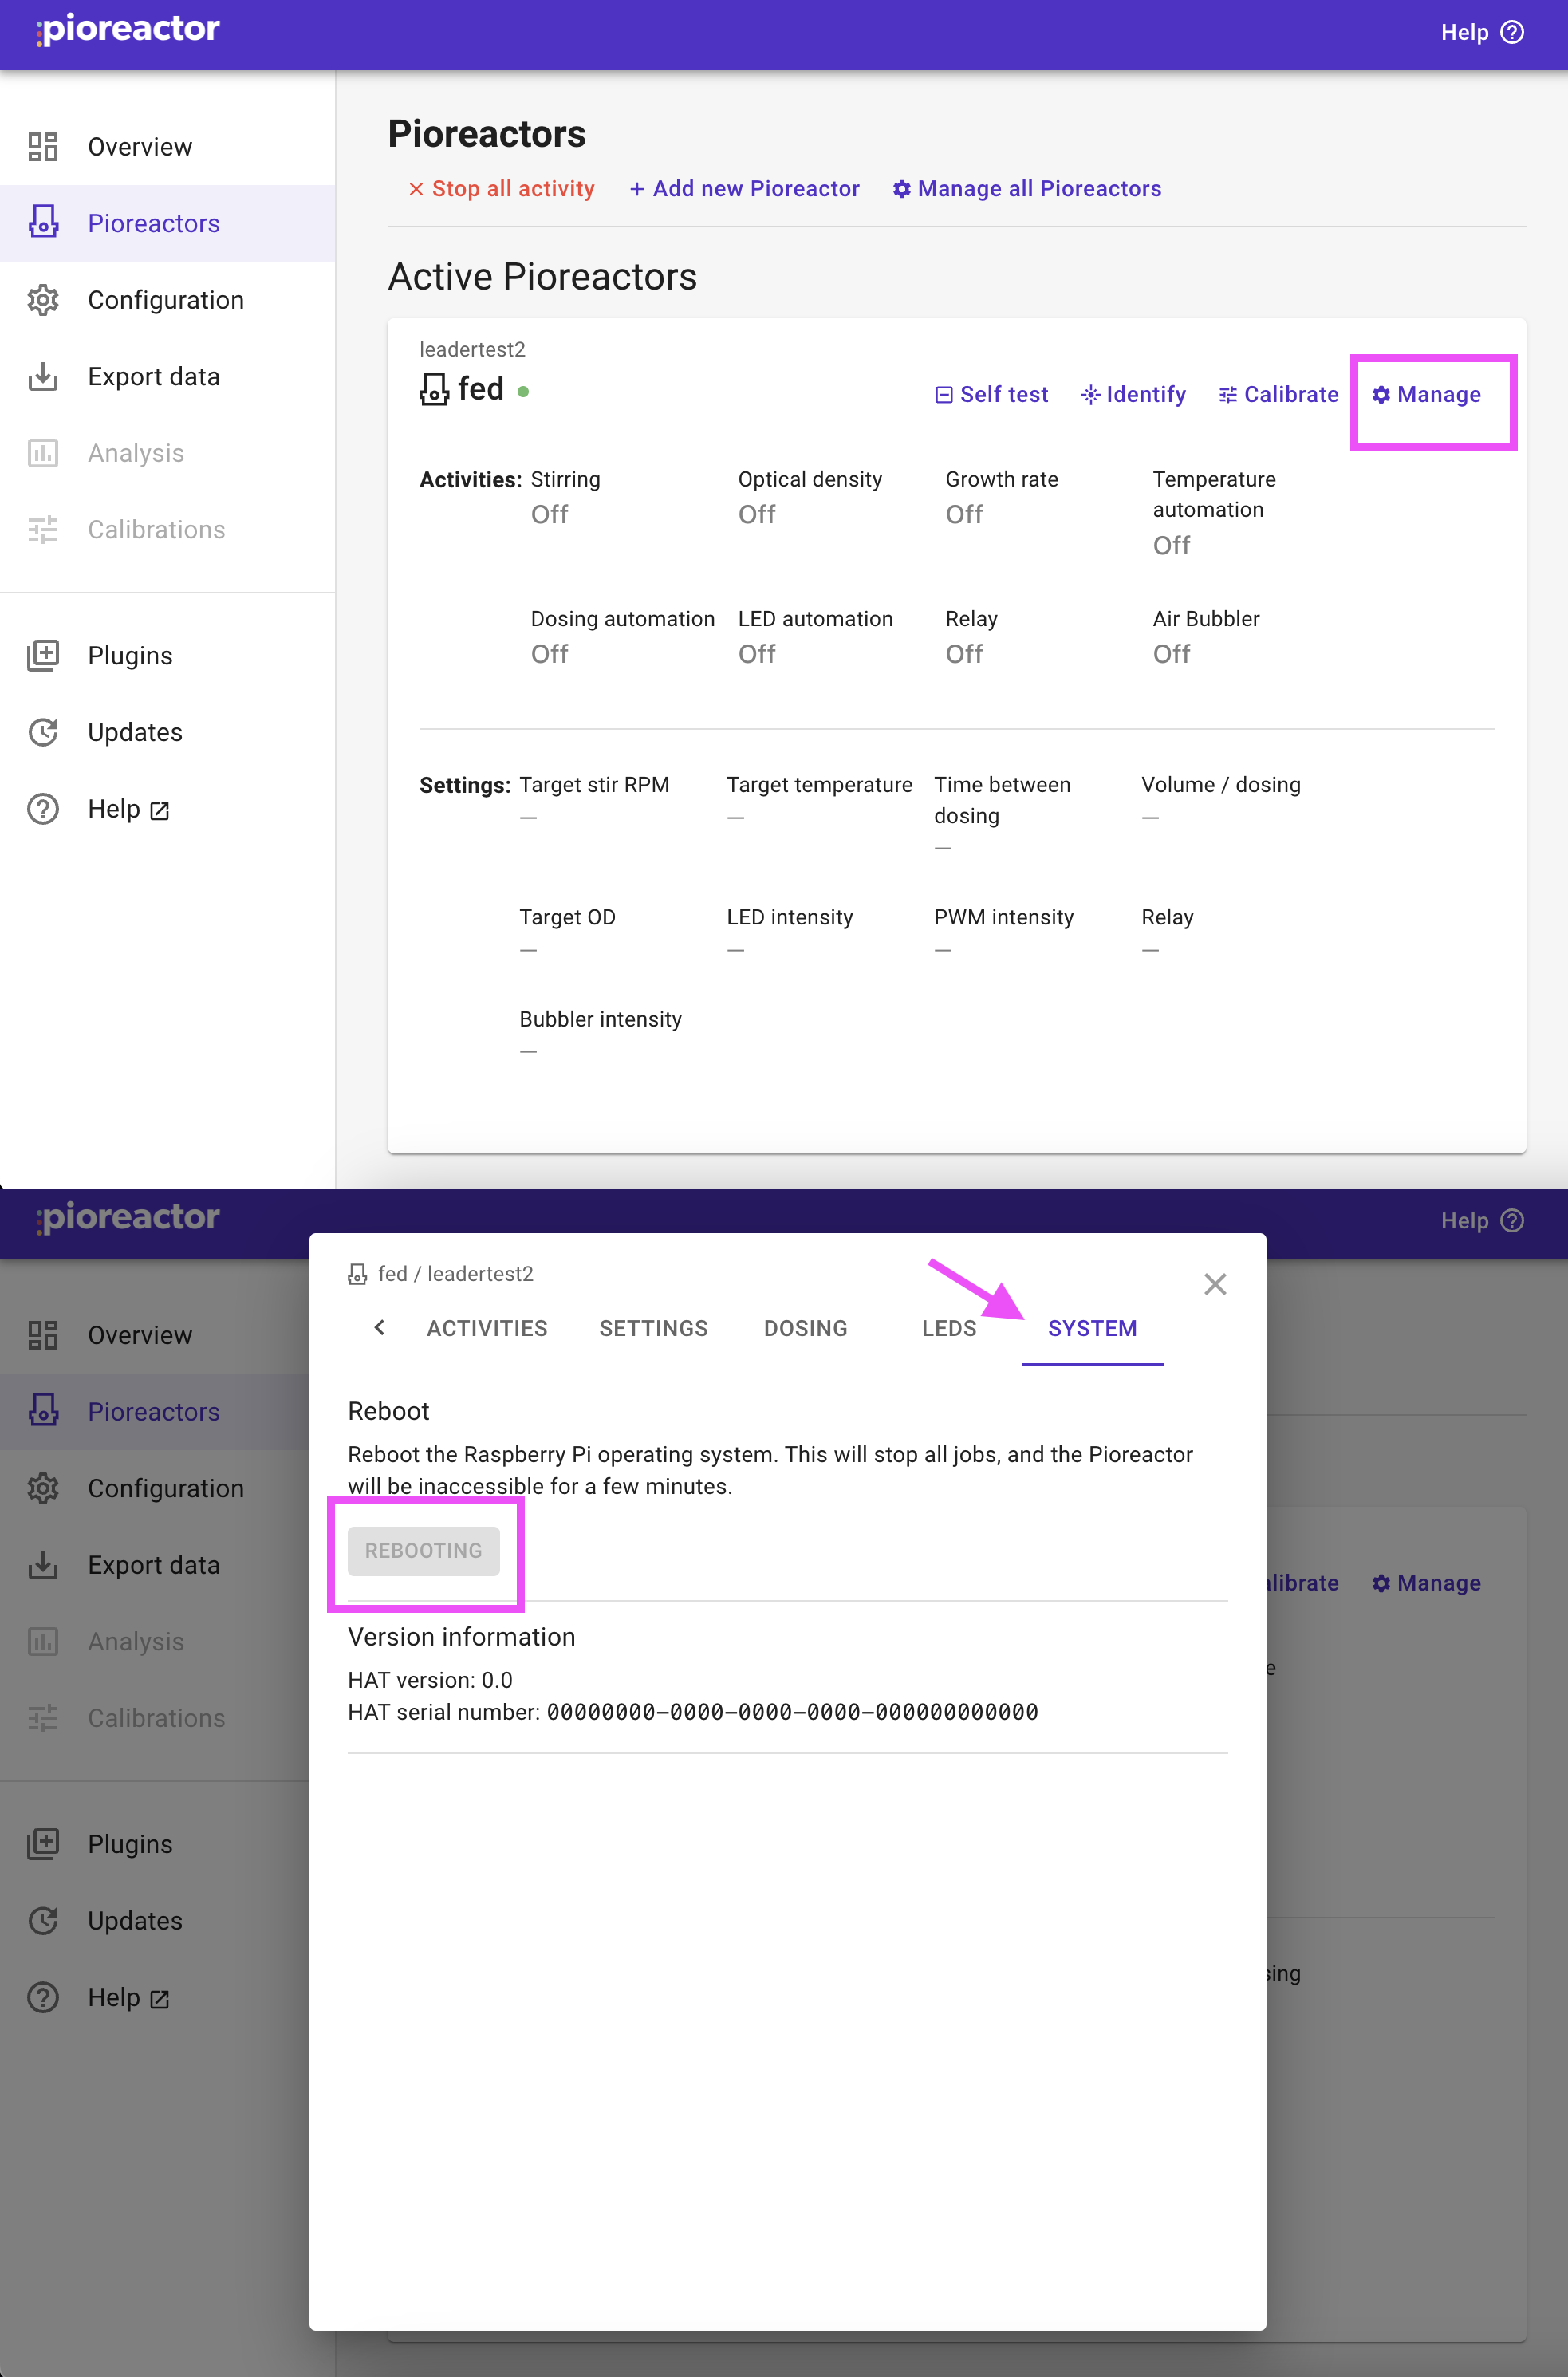 pioreactor
Help
Overview
Pioreactors
Configuration
Export data
Analysis
Calibrations
Plugins
Updates
Help
Pioreactors
Stop all activity
Add new Pioreactor
Manage all Pioreactors
Active Pioreactors
leadertest2
fed
Self test
Identify
Calibrate
Manage
Activities:
Stirring
Off
Optical density
Off
Growth rate
Off
Temperature
automation
Off
Dosing automation
Off
LED automation
Off
Relay
Off
Air Bubbler
Off
Settings:
Target stir RPM
—
Target temperature
—
Time between
dosing
—
Volume / dosing
—
Target OD
—
LED intensity
—
PWM intensity
—
Relay
—
Bubbler intensity
—
pioreactor
Help
Overview
Pioreactors
Configuration
Export data
Analysis
Calibrations
Plugins
Updates
Help
fed / leadertest2
ACTIVITIES
SETTINGS
DOSING
LEDS
SYSTEM
Reboot
Reboot the Raspberry Pi operating system. This will stop all jobs, and the Pioreactor
will be inaccessible for a few minutes.
REBOOTING
Version information
HAT version: 0.0
HAT serial number: 00000000-0000-0000-0000-000000000000
alibrate
Manage
e
sing